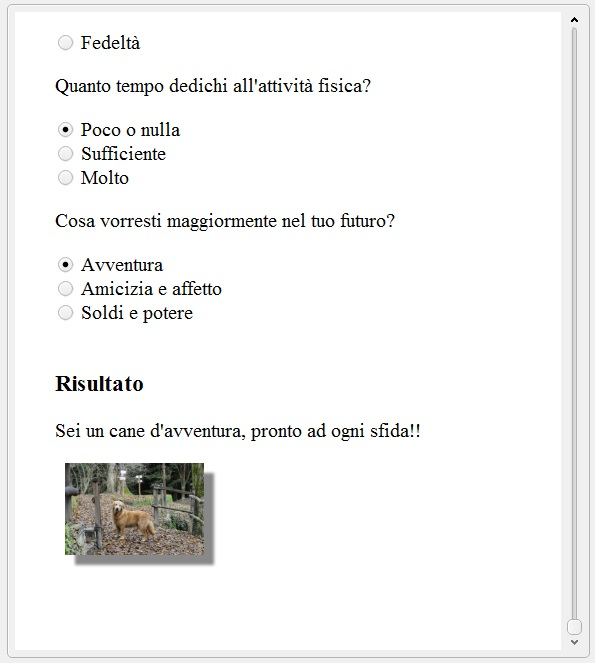 Fedeltà
Quanto tempo dedichi all'attività fisica?
Poco o nulla
Sufficiente
Molto
Cosa vorresti maggiormente nel tuo futuro?
Avventura
Amicizia e affetto
Soldi e potere
Risultato
Sei un cane d'avventura, pronto ad ogni sfida!!